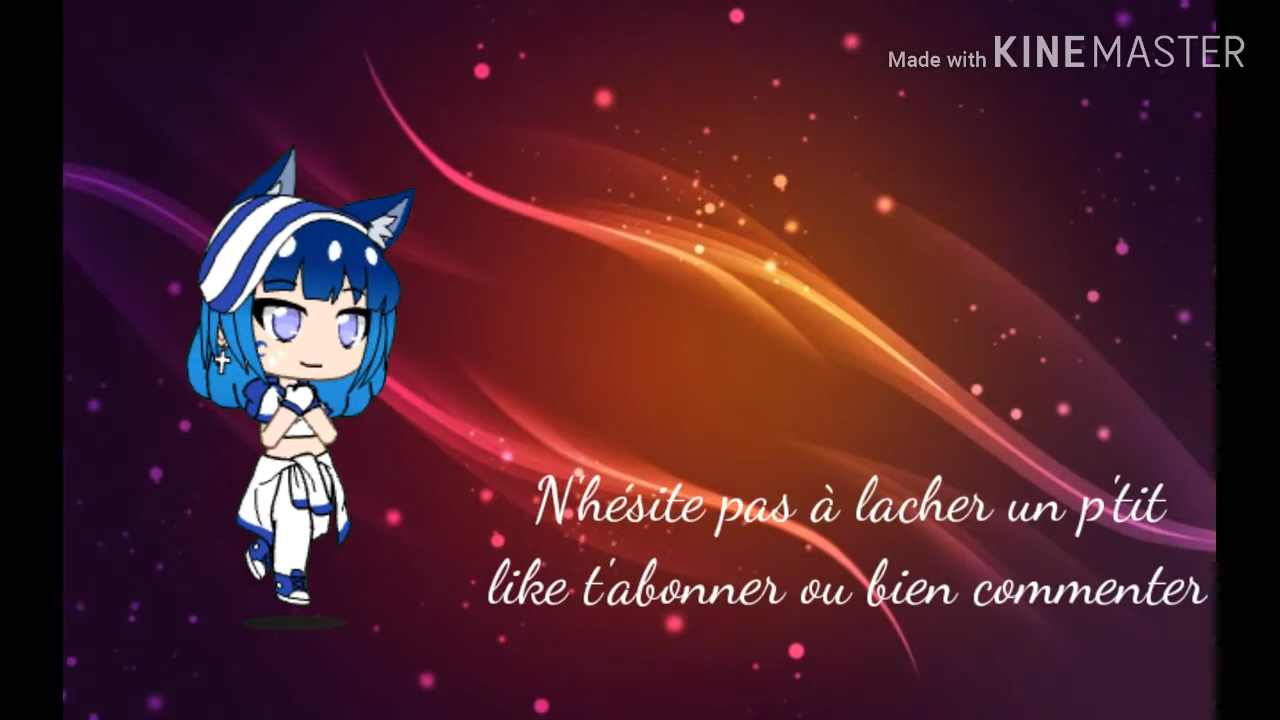 Made with KINEMASTER
N'hésite pas à lacher un p'tit
like t'abonner ou bien commenter